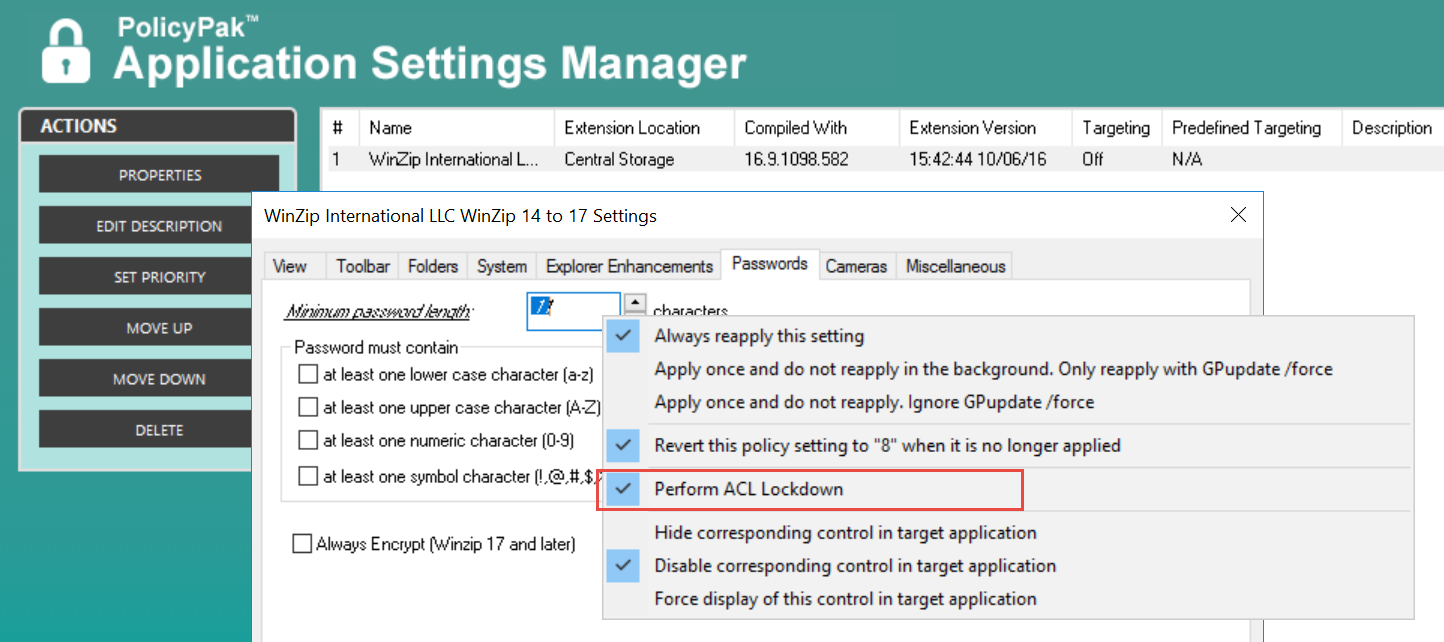 PolicyPak™
Application Settings Manager
ACTIONS
PROPERTIES
EDIT DESCRIPTION
SET PRIORITY
MOVE UP
MOVE DOWN
DELETE
# Name Extension Location Compiled With Extension Version Targeting Predefined Targeting Description
1 WinZip International L... Central Storage 16.9.1098.582 15:42:44 10/06/16 Off N/A
WinZip International LLC WinZip 14 to 17 Settings
View Toolbar Folders System Explorer Enhancements Passwords Cameras Miscellaneous
Minimum password length: characters
Password must contain
at least one lower case character (a-z)
at least one upper case character (A-Z)
at least one numeric character (0-9)
at least one symbol character (!,@,#,$,
Always Encrypt (Winzip 17 and later)
Always reapply this setting
Apply once and do not reapply in the background. Only reapply with GPupdate /force
Apply once and do not reapply. Ignore GPupdate /force
Revert this policy setting to "8" when it is no longer applied
Perform ACL Lockdown
Hide corresponding control in target application
Disable corresponding control in target application
Force display of this control in target application